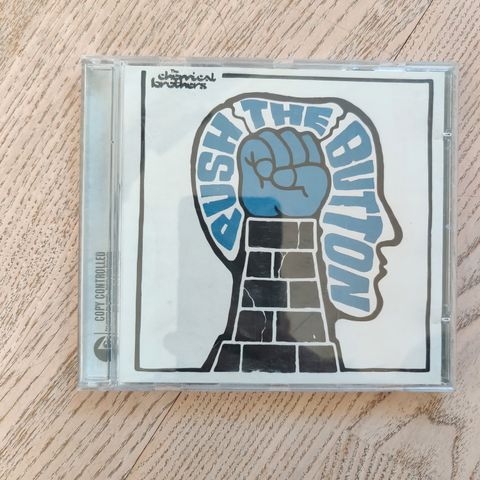 The
chemical
brothers
PUSH THE BUTTON
COPY CONTROLLED